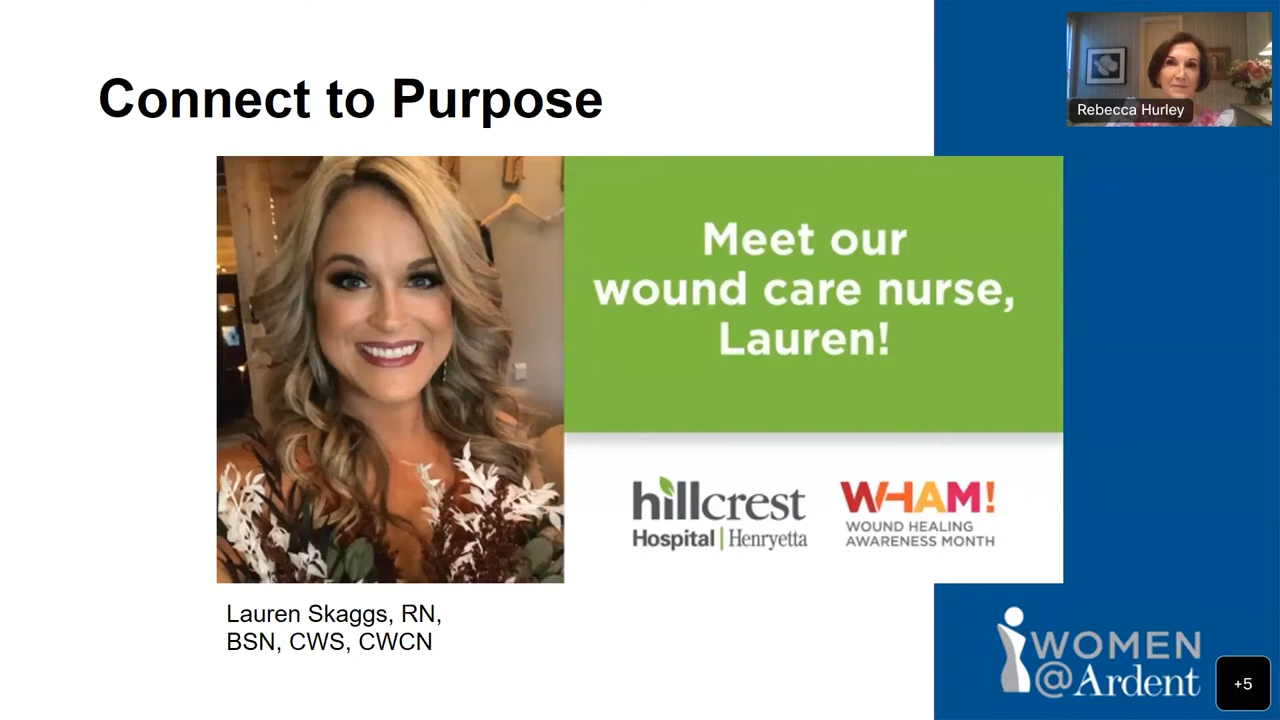 Connect to Purpose
Rebecca Hurley
Meet our
wound care nurse,
Lauren!
hillcrest
Hospital | Henryetta
WHAM!
WOUND HEALING
AWARENESS MONTH
Lauren Skaggs, RN,
BSN, CWS, CWCN
WOMEN
@Ardent
+5